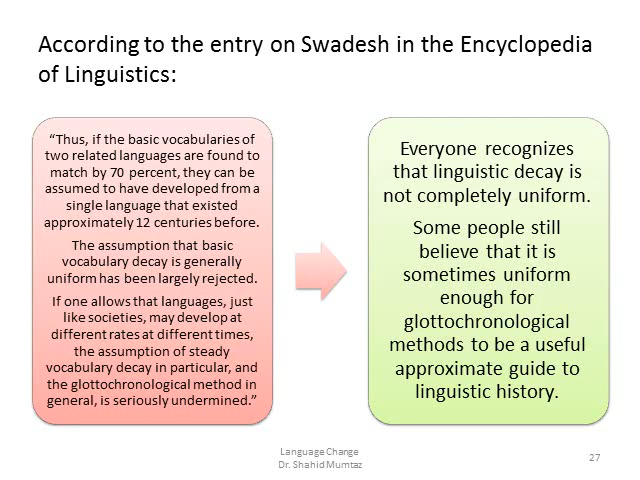 According to the entry on Swadesh in the Encyclopedia
of Linguistics:
“Thus, if the basic vocabularies of
two related languages are found to
match by 70 percent, they can be
assumed to have developed from a
single language that existed
approximately 12 centuries before.
The assumption that basic
vocabulary decay is generally
uniform has been largely rejected.
If one allows that languages, just
like societies, may develop at
different rates at different times,
the assumption of steady
vocabulary decay in particular, and
the glottochronological method in
general, is seriously undermined.”
Everyone recognizes
that linguistic decay is
not completely uniform.
Some people still
believe that it is
sometimes uniform
enough for
glottochronological
methods to be a useful
approximate guide to
linguistic history.
Language Change
Dr. Shahid Mumtaz
27